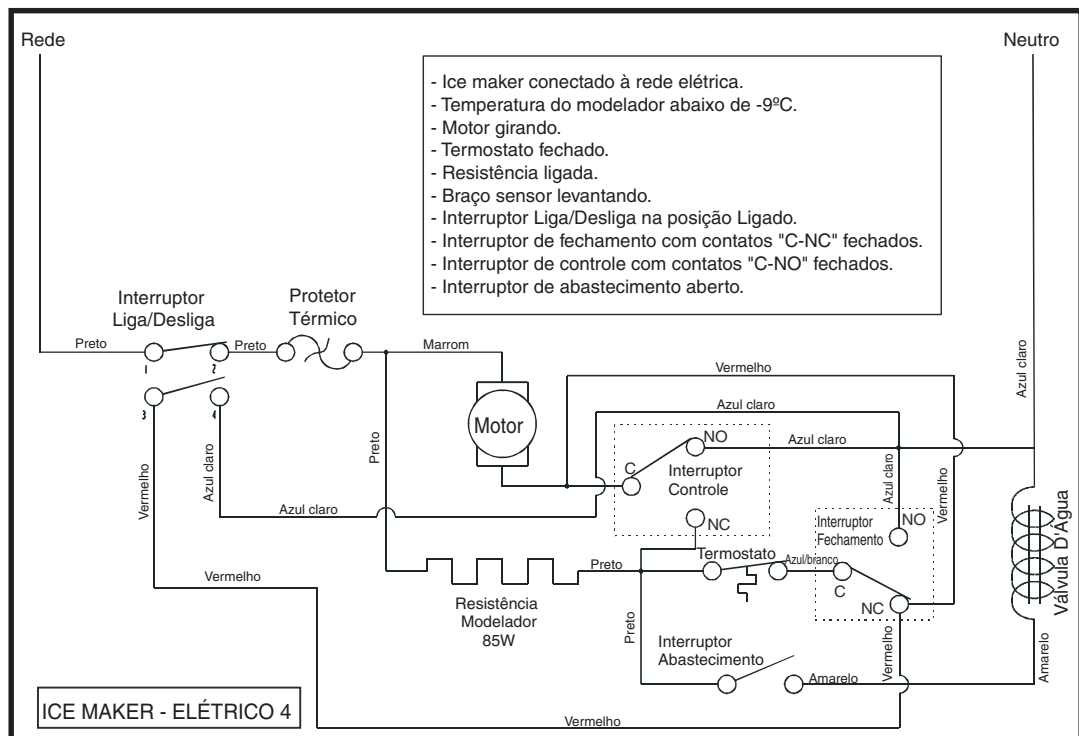 Rede
Neutro
- Ice maker conectado à rede elétrica.
- Temperatura do modelador abaixo de -9ºC.
- Motor girando.
- Termostato fechado.
- Resistência ligada.
- Braço sensor levantando.
- Interruptor Liga/Desliga na posição Ligado.
- Interruptor de fechamento com contatos "C-NC" fechados.
- Interruptor de controle com contatos "C-NO" fechados.
- Interruptor de abastecimento aberto.
Interruptor
Liga/Desliga
Protetor
Térmico
Preto
Preto
Marrom
1
2
3
4
Vermelho
Azul claro
Azul claro
Motor
NO
Azul claro
C
Interruptor
Controle
NC
Preto
Vermelho
Azul claro
Azul claro
Azul claro
Vermelho
Interruptor
Fechamento
NO
Válvula D'Água
Termostato
Azul/branco
Preto
C
NC
Vermelho
Resistência
Modelador
85W
Preto
Interruptor
Abastecimento
Vermelho
Amarelo
Amarelo
ICE MAKER - ELÉTRICO 4
Vermelho